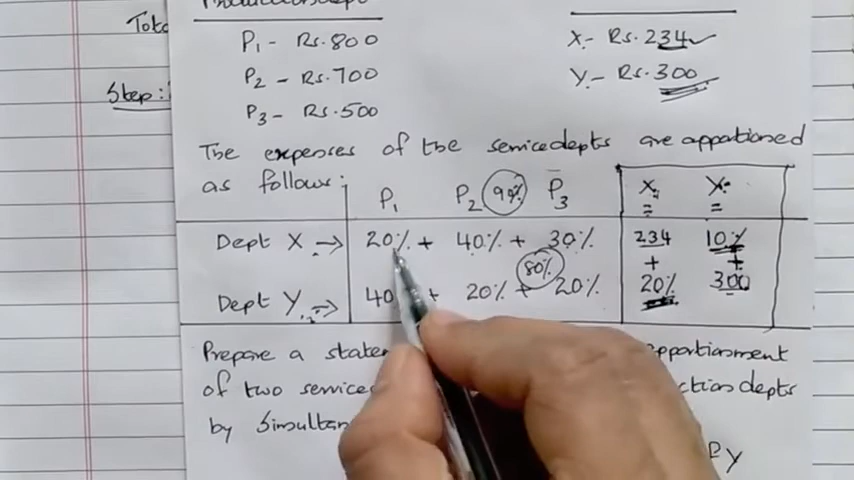 P1 - Rs.800
X - Rs.234
Tota
P2 - Rs.700
Y - Rs.300
Step:
P3 - Rs.500
The expenses of the service depts are apportioned
as follows:
P1 P2 90% P3 X Y
Dept X → 20% + 40% + 30% 234 10%
80% + +
Dept Y → 40 + 20% + 20% 20% 300
Prepare a state apportionment
of two service ction depts
by Simultan